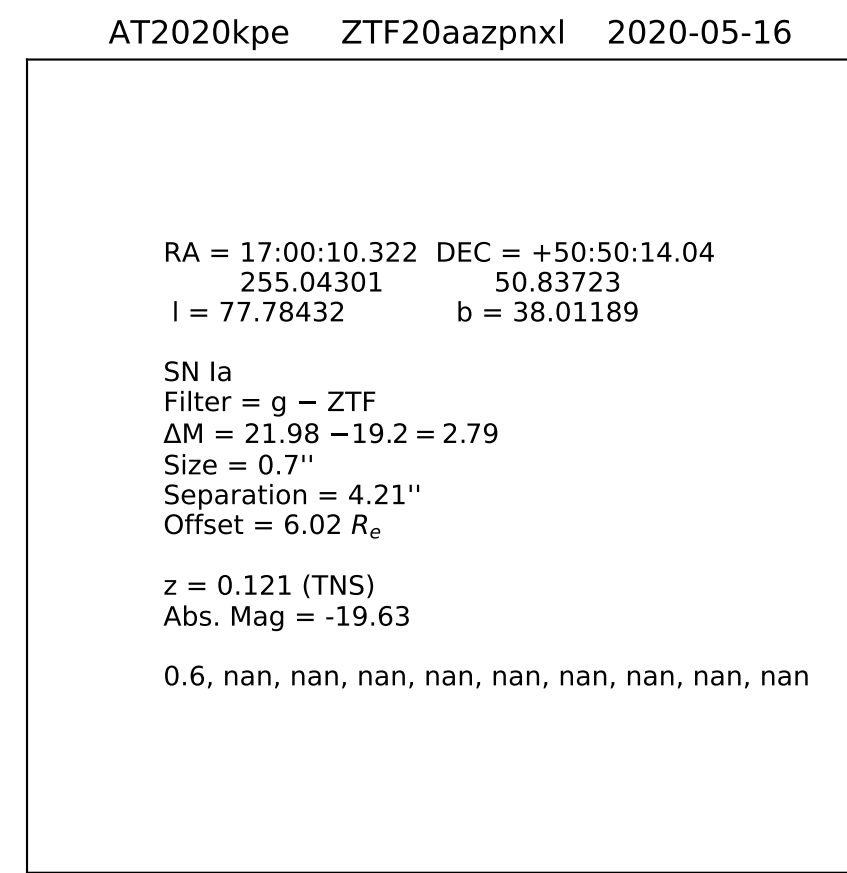 AT2020kpe ZTF20aazpnxl 2020-05-16
RA = 17:00:10.322 DEC = +50:50:14.04
255.04301 50.83723
l = 77.78432 b = 38.01189
SN Ia
Filter = g − ZTF
ΔM = 21.98 −19.2 = 2.79
Size = 0.7''
Separation = 4.21''
Offset = 6.02 Re
z = 0.121 (TNS)
Abs. Mag = -19.63
0.6, nan, nan, nan, nan, nan, nan, nan, nan, nan